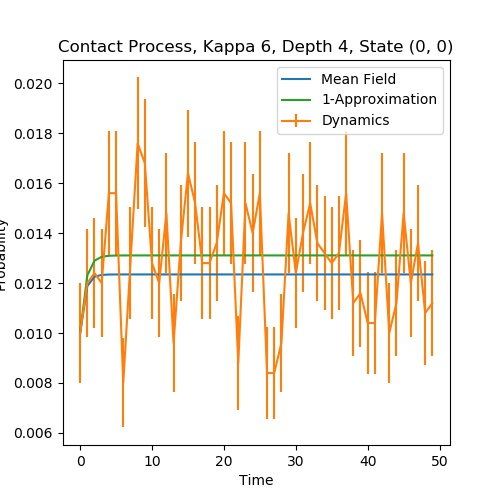 Contact Process, Kappa 6, Depth 4, State (0, 0)
Mean Field
1-Approximation
Dynamics
Probability
0.020
0.018
0.016
0.014
0.012
0.010
0.008
0.006
0 10 20 30 40 50
Time